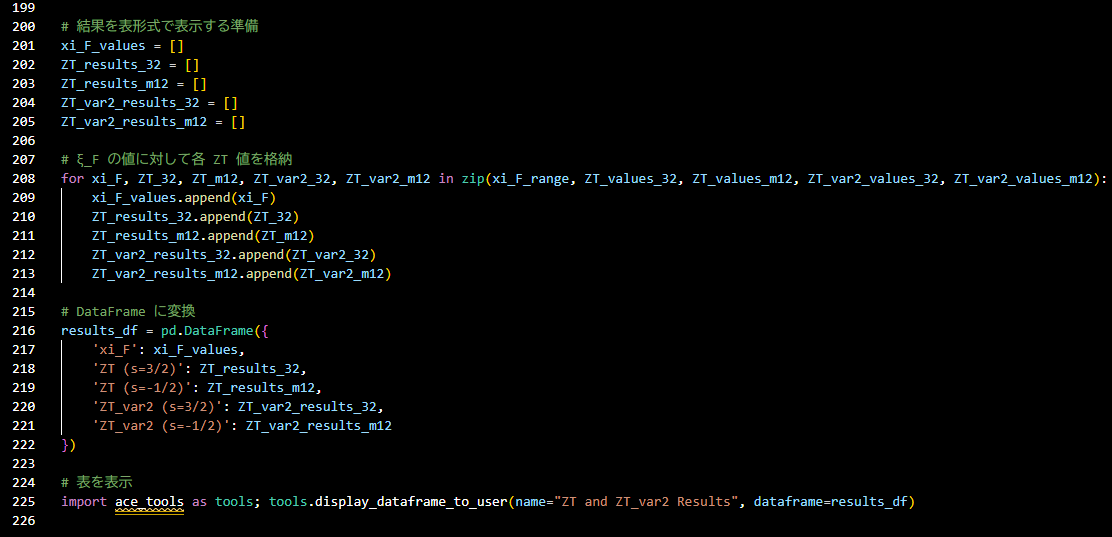 199
200 # 結果を表形式で表示する準備
201 xi_F_values = []
202 ZT_results_32 = []
203 ZT_results_m12 = []
204 ZT_var2_results_32 = []
205 ZT_var2_results_m12 = []
206
207 # ξ_F の値に対して各 ZT 値を格納
208 for xi_F, ZT_32, ZT_m12, ZT_var2_32, ZT_var2_m12 in zip(xi_F_range, ZT_values_32, ZT_values_m12, ZT_var2_values_32, ZT_var2_values_m12):
209     xi_F_values.append(xi_F)
210     ZT_results_32.append(ZT_32)
211     ZT_results_m12.append(ZT_m12)
212     ZT_var2_results_32.append(ZT_var2_32)
213     ZT_var2_results_m12.append(ZT_var2_m12)
214
215 # DataFrame に変換
216 results_df = pd.DataFrame({
217     'xi_F': xi_F_values,
218     'ZT (s=3/2)': ZT_results_32,
219     'ZT (s=-1/2)': ZT_results_m12,
220     'ZT_var2 (s=3/2)': ZT_var2_results_32,
221     'ZT_var2 (s=-1/2)': ZT_var2_results_m12
222 })
223
224 # 表を表示
225 import ace_tools as tools; tools.display_dataframe_to_user(name="ZT and ZT_var2 Results", dataframe=results_df)
226